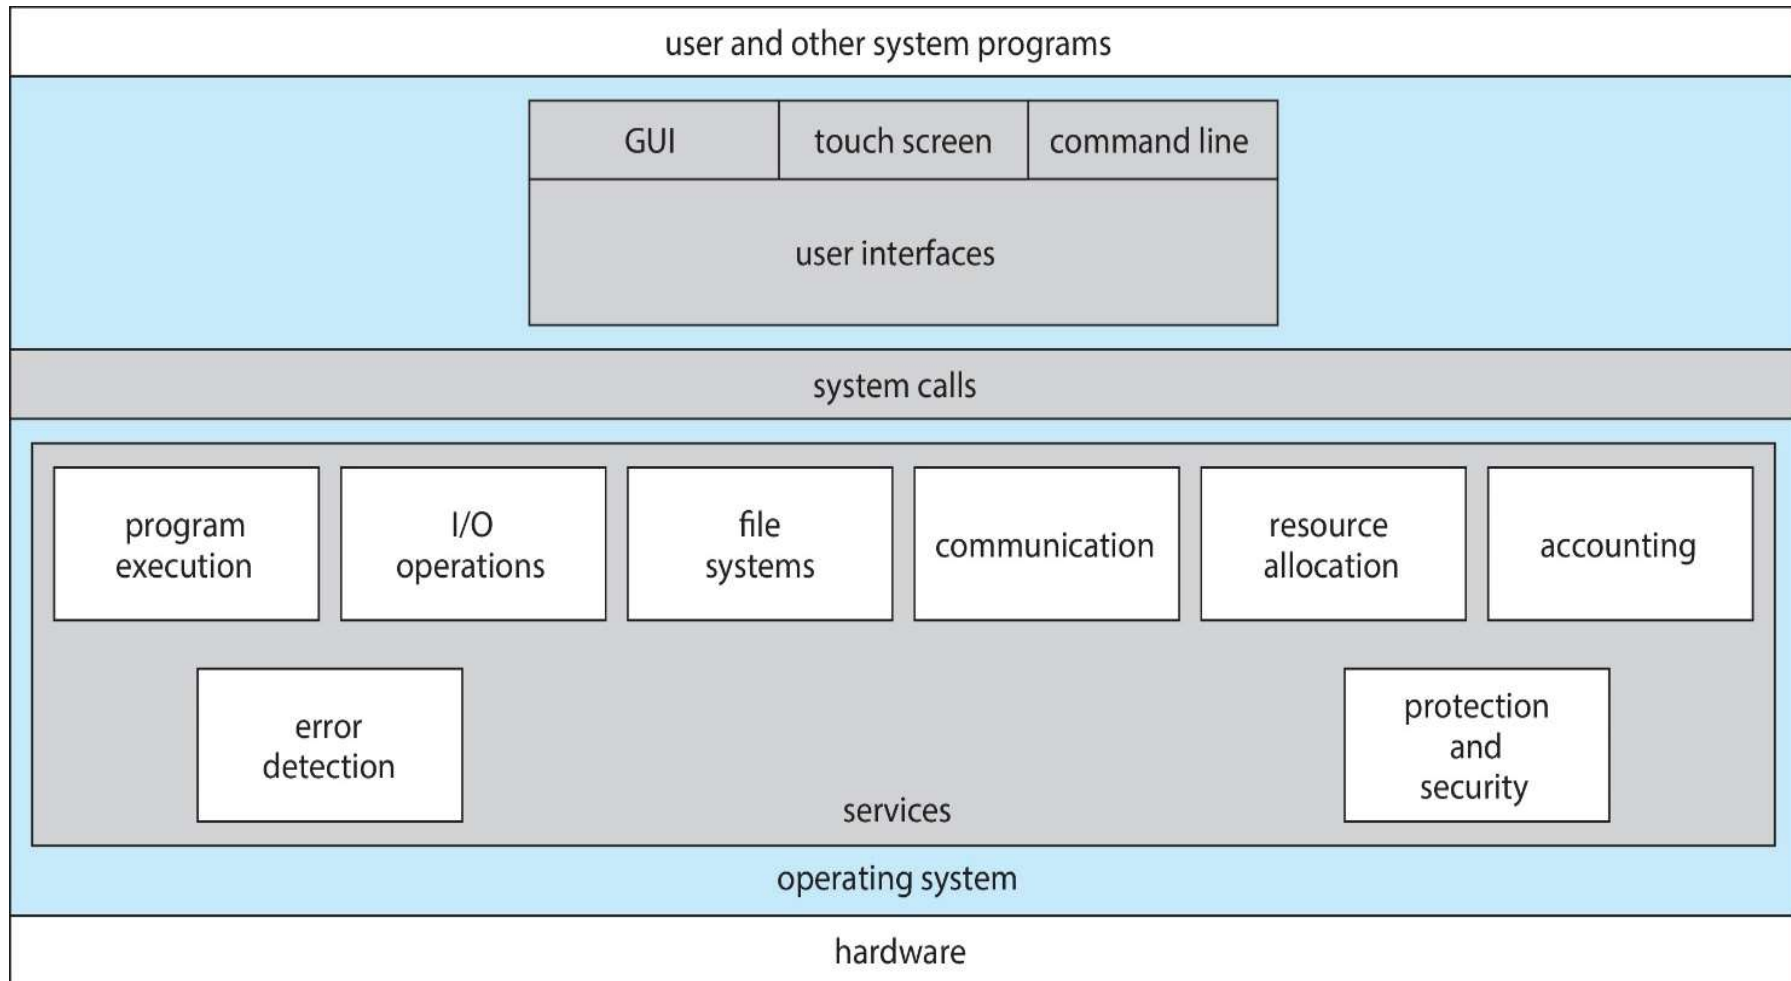 user and other system programs
GUI
touch screen
command line
user interfaces
system calls
program
execution
I/O
operations
file
systems
communication
resource
allocation
accounting
error
detection
protection
and
security
services
operating system
hardware